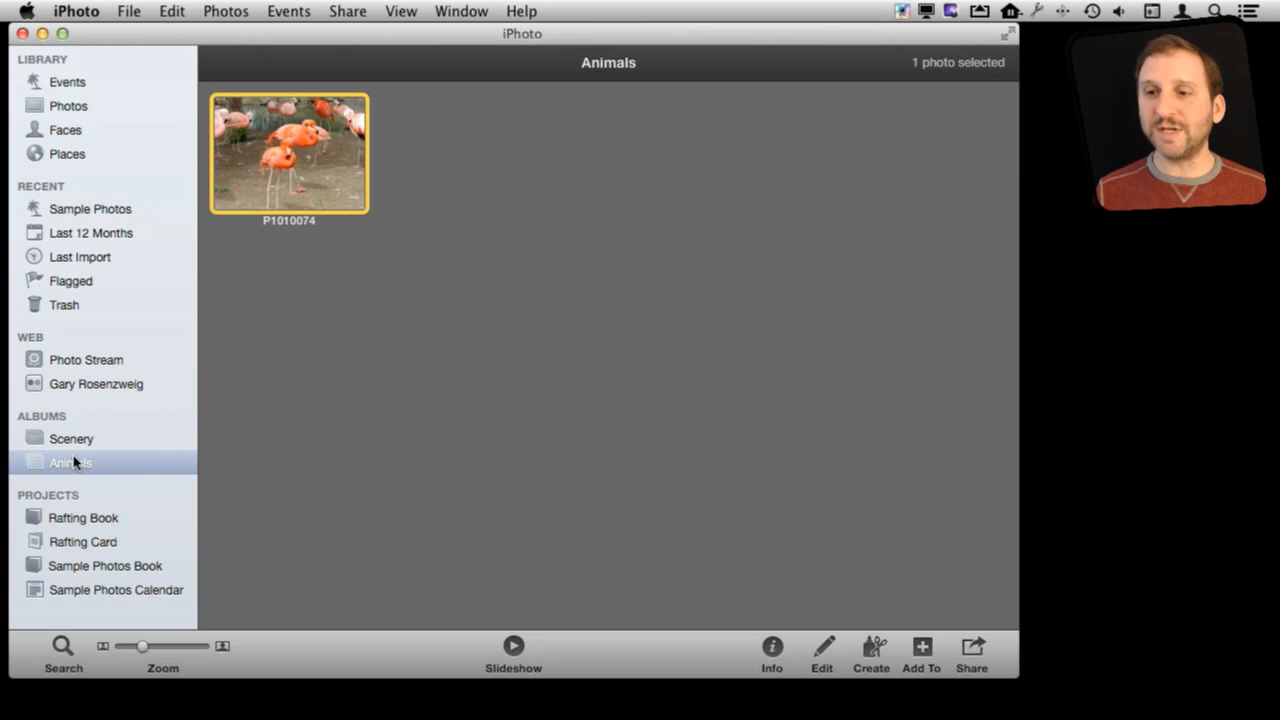 iPhoto File Edit Photos Events Share View Window Help
iPhoto
LIBRARY
Events
Photos
Faces
Places
RECENT
Sample Photos
Last 12 Months
Last Import
Flagged
Trash
WEB
Photo Stream
Gary Rosenzweig
ALBUMS
Scenery
Animals
PROJECTS
Rafting Book
Rafting Card
Sample Photos Book
Sample Photos Calendar
Animals
1 photo selected
P1010074
Search
Zoom
Slideshow
Info
Edit
Create
Add To
Share